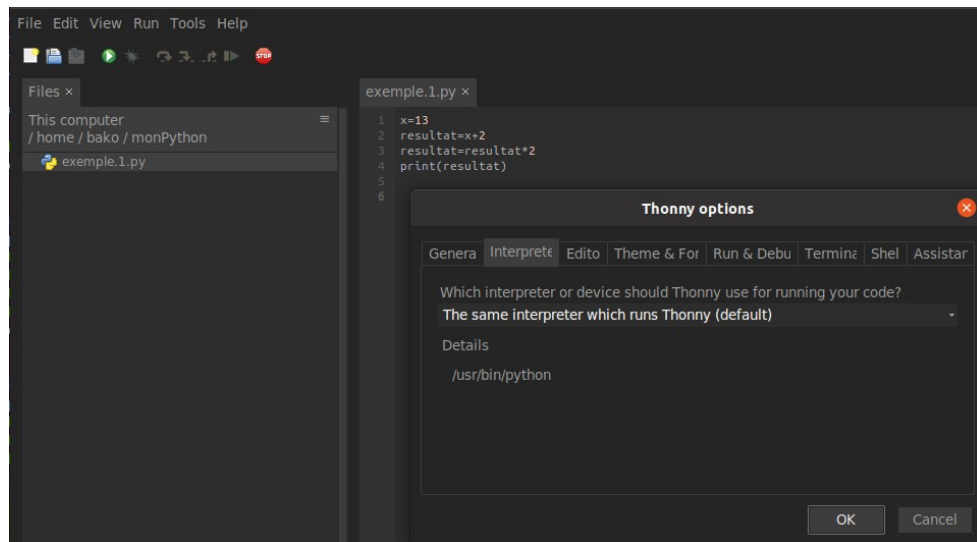 File Edit View Run Tools Help
STOP
Files ×
This computer
/ home / bako / monPython
exemple.1.py
exemple.1.py ×
1 x=13
2 resultat=x+2
3 resultat=resultat*2
4 print(resultat)
5
6
Thonny options
Genera Interprete Edito Theme & For Run & Debu Termina Shel Assistar
Which interpreter or device should Thonny use for running your code?
The same interpreter which runs Thonny (default)
Details
/usr/bin/python
OK Cancel